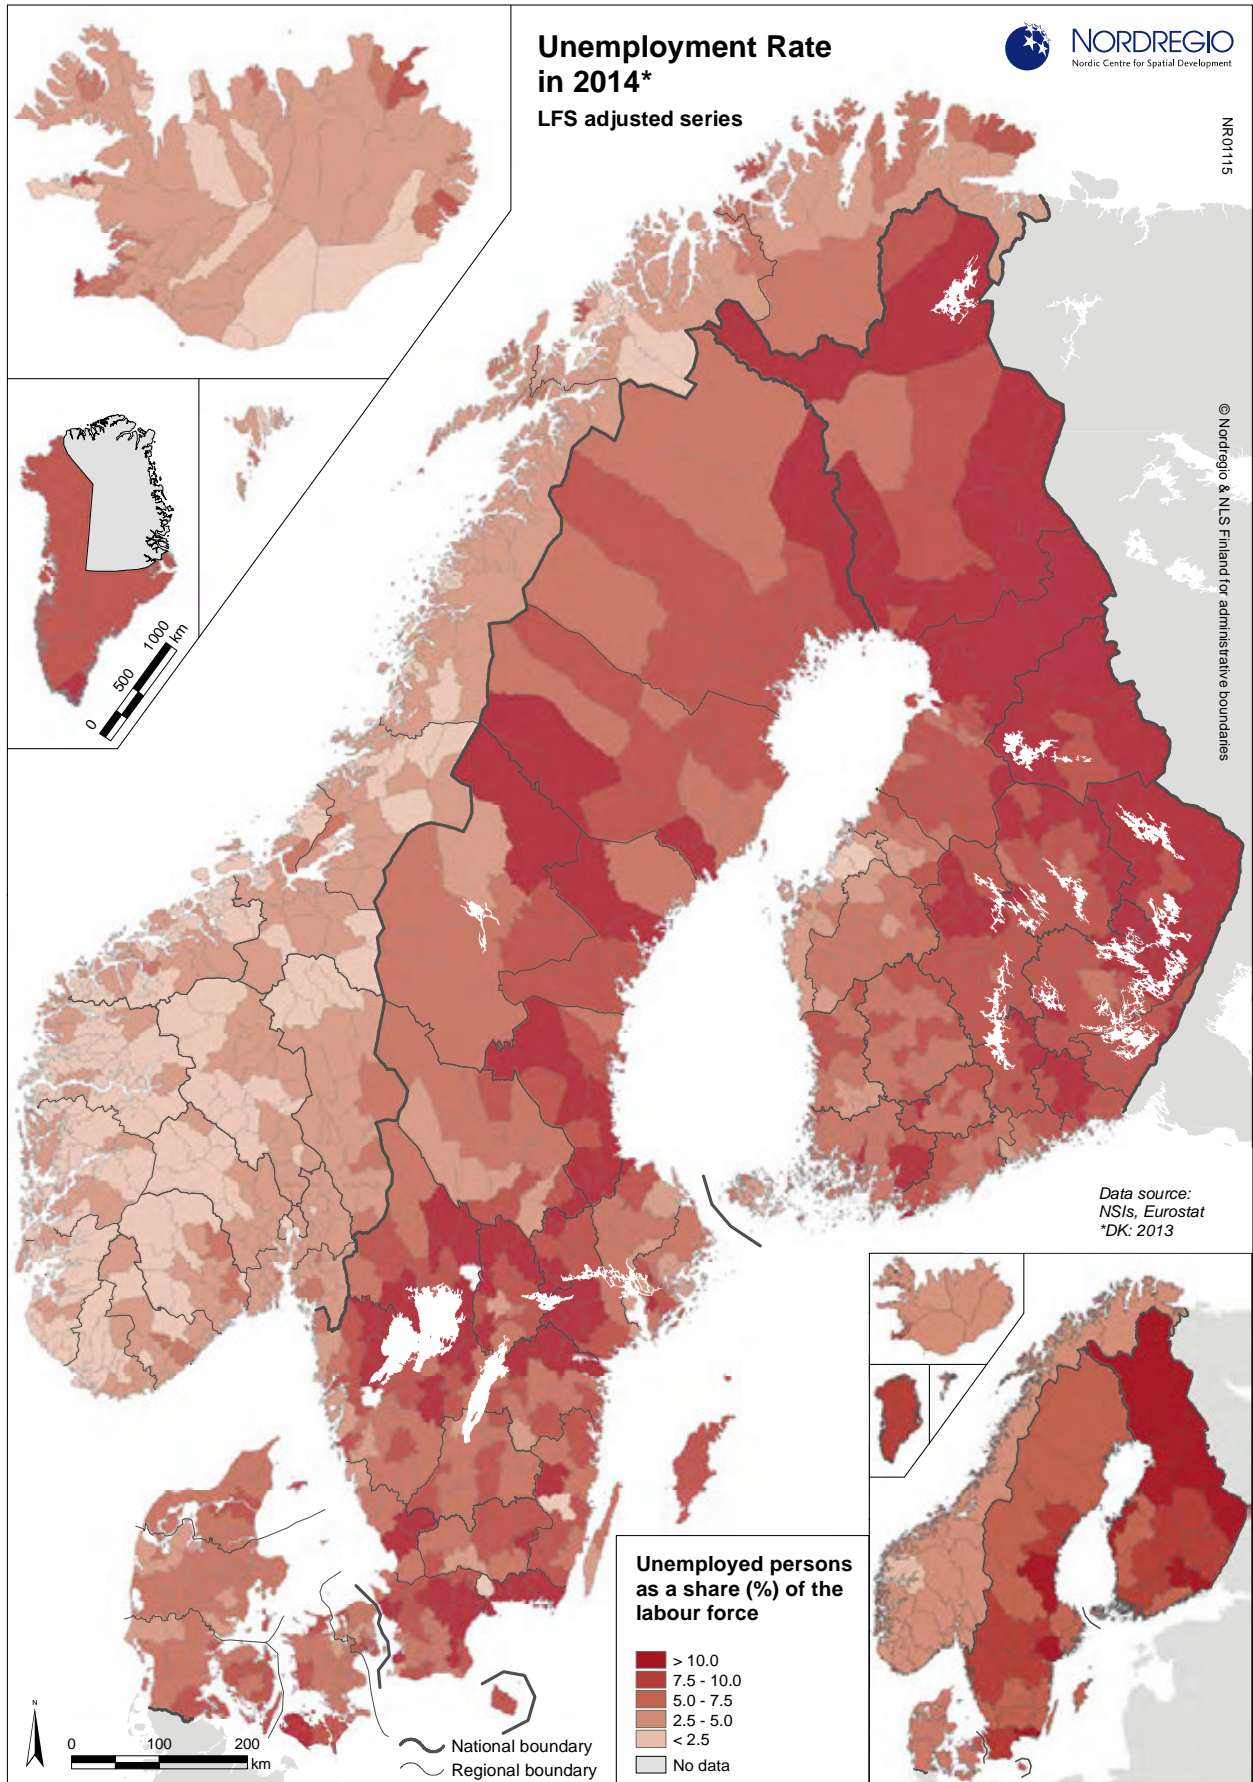 Unemployment Rate
in 2014*
LFS adjusted series
NORDREGIO
Nordic Centre for Spatial Development
NR01115
© Nordregio & NLS Finland for administrative boundaries
0
500
1000
km
Data source:
NSIs, Eurostat
*DK: 2013
Unemployed persons
as a share (%) of the
labour force
> 10.0
7.5 - 10.0
5.0 - 7.5
2.5 - 5.0
< 2.5
No data
N
0 100 200
km
National boundary
Regional boundary